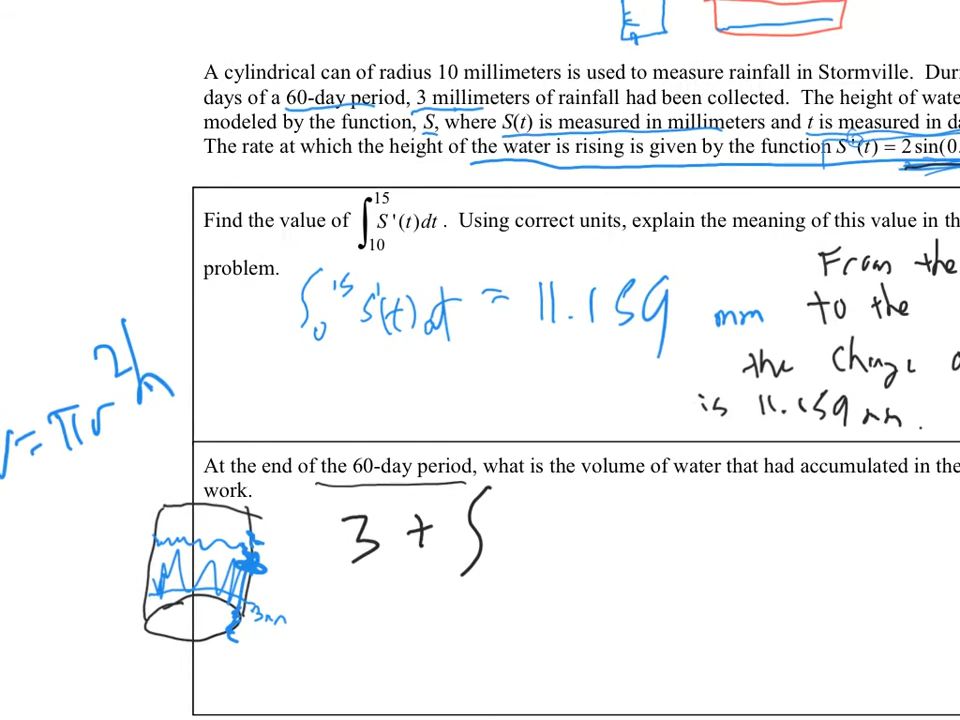 A cylindrical can of radius 10 millimeters is used to measure rainfall in Stormville. Duri
days of a 60-day period, 3 millimeters of rainfall had been collected. The height of wate
modeled by the function, S, where S(t) is measured in millimeters and t is measured in da
The rate at which the height of the water is rising is given by the function S'(t) = 2 sin(0.
Find the value of ∫₁₀¹⁵ S'(t)dt. Using correct units, explain the meaning of this value in th
problem.
∫₀¹⁵ S'(t) dt = 11.159 mm
From the
to the
the change o
is 11.159 mm.
V = πr²h
At the end of the 60-day period, what is the volume of water that had accumulated in the
work.
3 + ∫
3mm